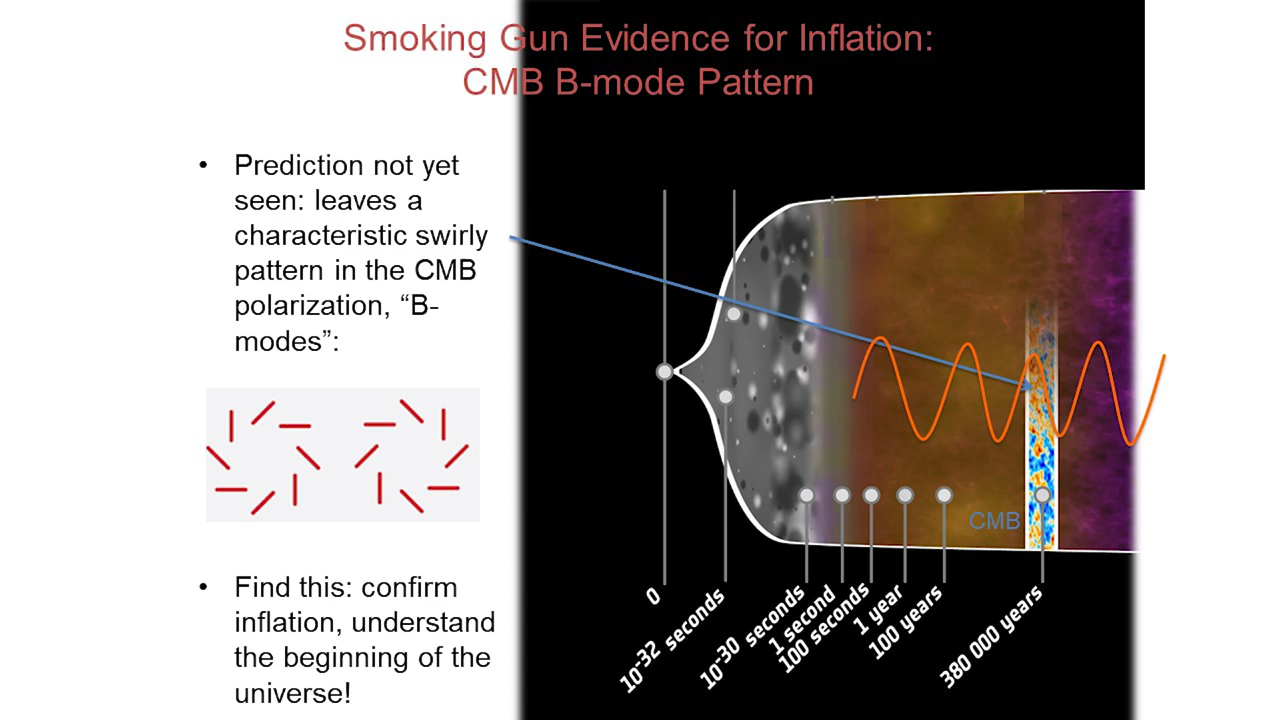 Smoking Gun Evidence for Inflation:
CMB B-mode Pattern
• Prediction not yet
seen: leaves a
characteristic swirly
pattern in the CMB
polarization, “B-
modes”:
• Find this: confirm
inflation, understand
the beginning of the
universe!
CMB
0
10-32 seconds
10-30 seconds
1 second
100 seconds
1 year
100 years
380 000 years